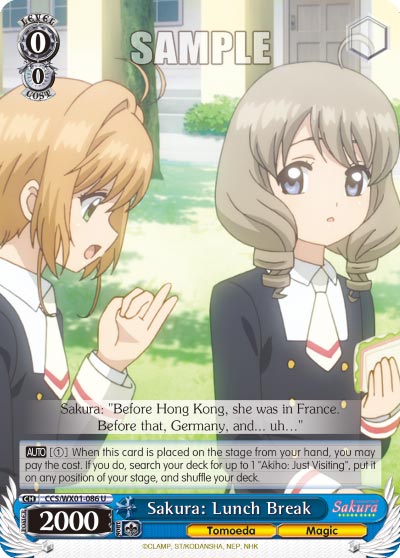 LEVEL
0
0
COST
SAMPLE
Sakura: "Before Hong Kong, she was in France.
Before that, Germany, and... uh..."
AUTO [①] When this card is placed on the stage from your hand, you may
pay the cost. If you do, search your deck for up to 1 "Akiho: Just Visiting", put it
on any position of your stage, and shuffle your deck.
©CLAMP, ST/KODANSHA, NEP, NHK
CH CCS/WX01-086 U
POWER 2000
Sakura: Lunch Break
Sakura
Tomoeda Magic